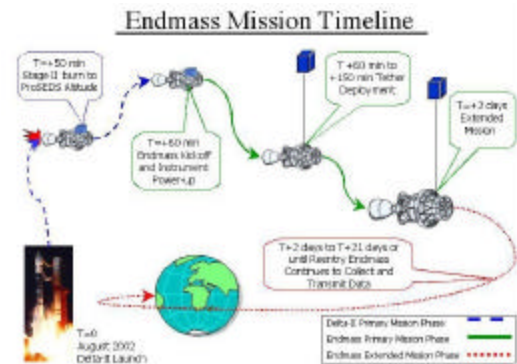 Endmass Mission Timeline
T=+50 min
Stage II burn to
ProSEDS Altitude
T=+60 min
Endmass Kickoff
and Instrument
Power-up
T +60 min to
+150 min Tether
Deployment
T=+2 days
Extended
Mission
T+2 days to T+21 days or
until Reentry Endmass
Continues to Collect and
Transmit Data
T=0
August 2002
Delta-II Launch
Delta-II Primary Mission Phase
Endmass Primary Mission Phase
Endmass Extended Mission Phase